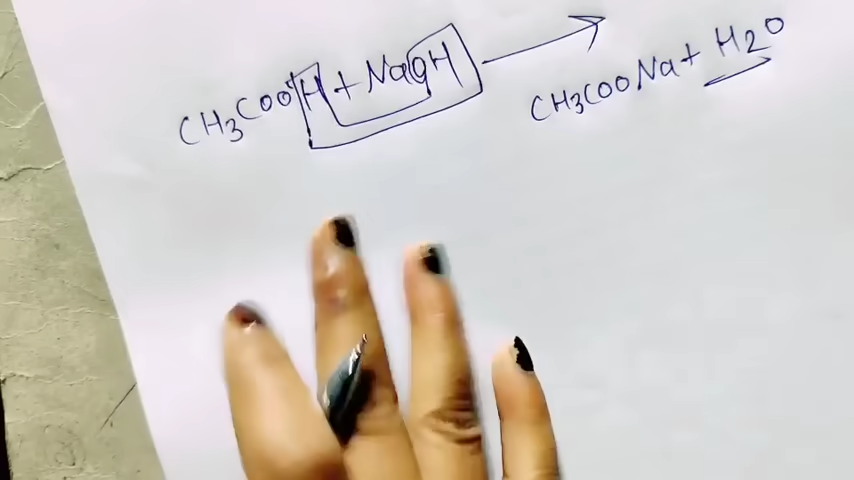 CH3COOH + NaOH → CH3COONa + H2O